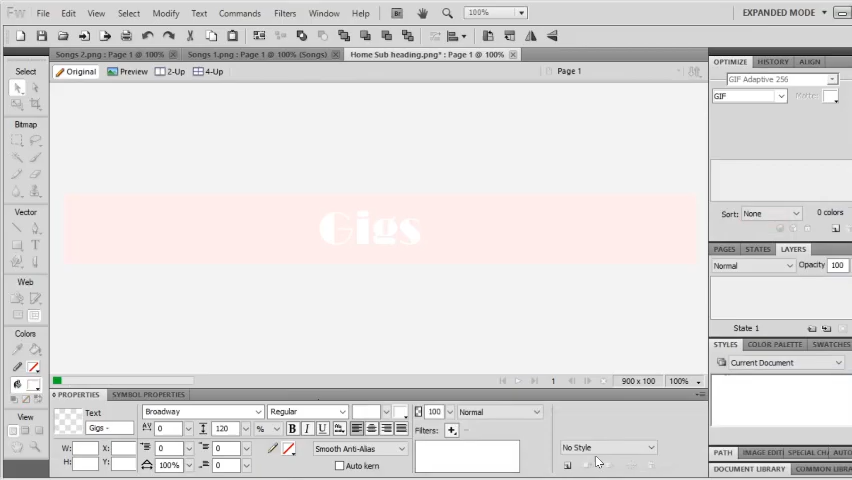 Fw File Edit View Select Modify Text Commands Filters Window Help Br 100% EXPANDED MODE
Songs 2.png : Page 1 @ 100% Songs 1.png : Page 1 @ 100% (Songs) Home Sub heading.png* : Page 1 @ 100%
Original Preview 2-Up 4-Up Page 1
Select
Bitmap
Vector
Web
Colors
View
Gigs
1 900 x 100 100%
PROPERTIES SYMBOL PROPERTIES
Text Broadway Regular 100 Normal
Gigs - 0 120 % B I U Filters:
W: X: 0 0 Smooth Anti-Alias No Style
H: Y: 100% 0 Auto kern
OPTIMIZE HISTORY ALIGN
GIF Adaptive 256
GIF Matte:
Sort: None 0 colors
PAGES STATES LAYERS
Normal Opacity 100
State 1
STYLES COLOR PALETTE SWATCHES
Current Document
PATH IMAGE EDIT SPECIAL CHA AUTO
DOCUMENT LIBRARY COMMON LIBR